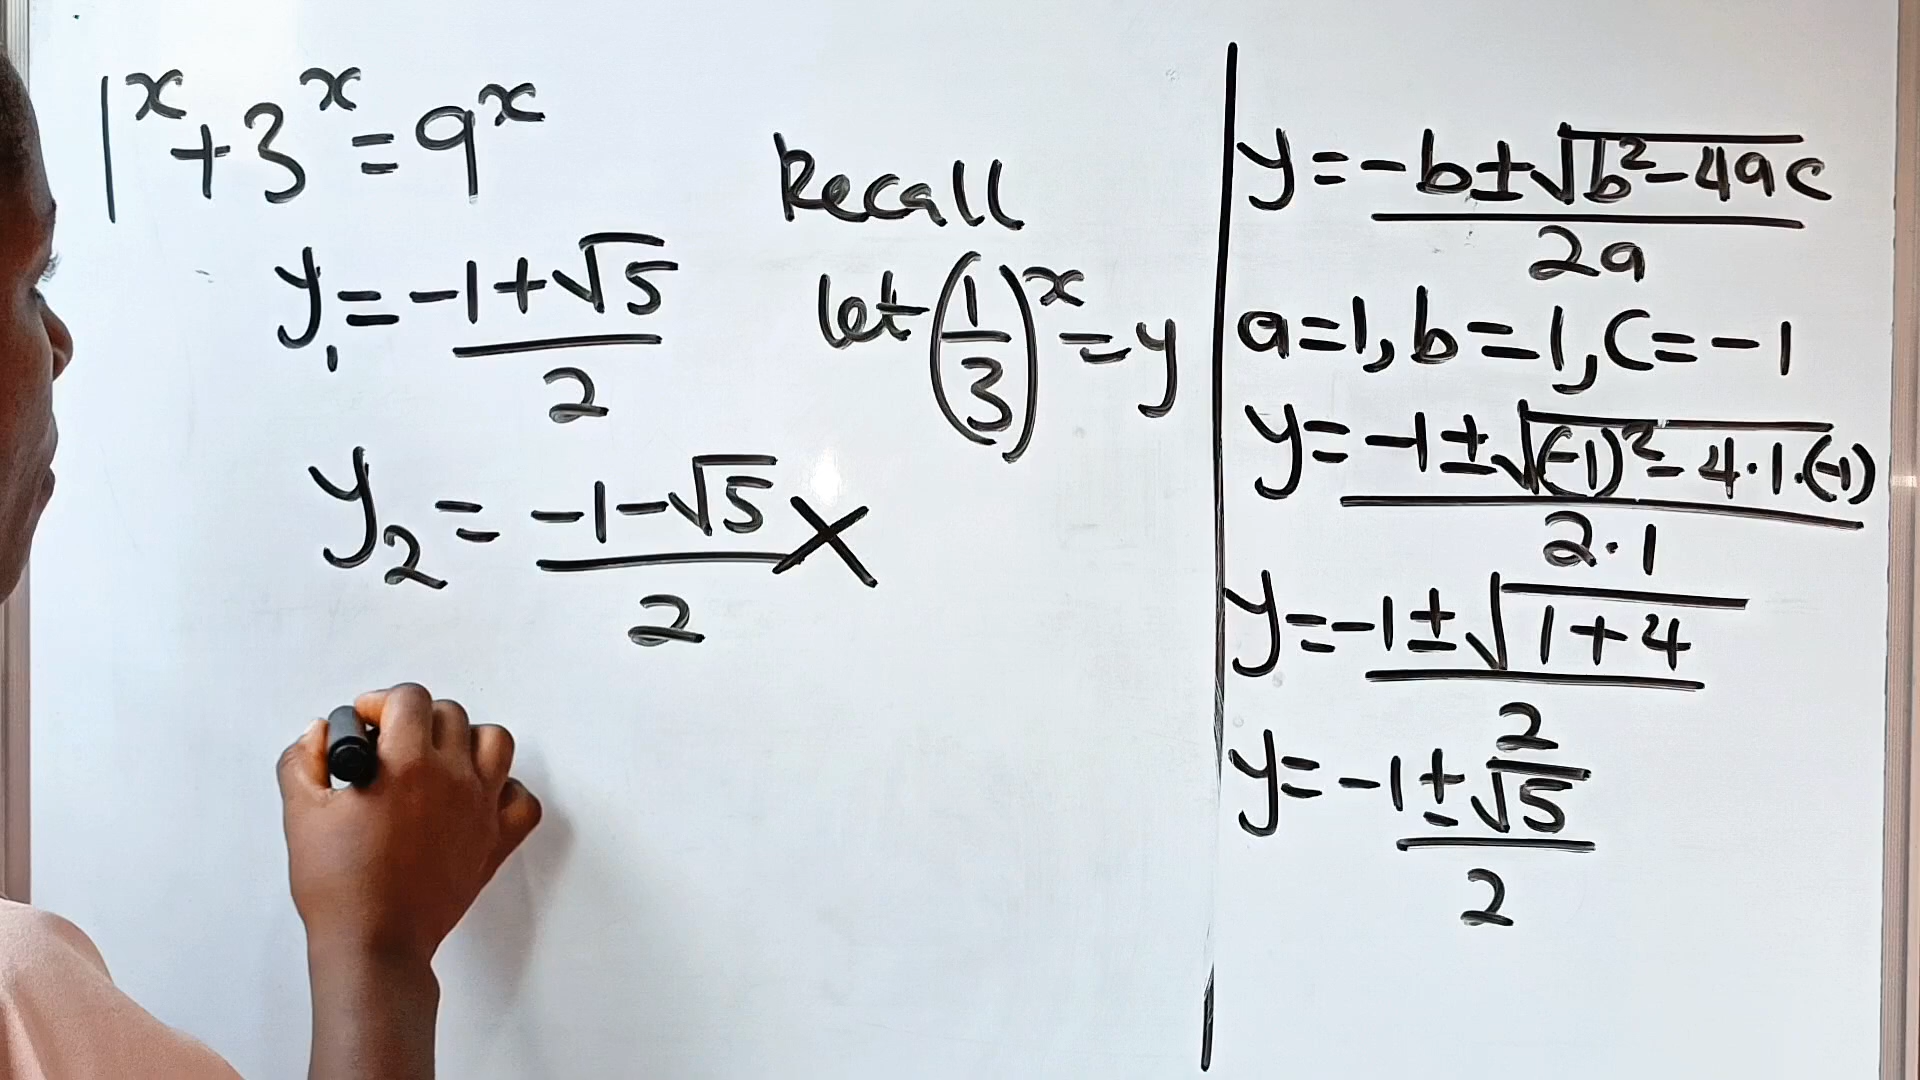 1^x + 3^x = 9^x
y₁ = (-1+√5)/2
y₂ = (-1-√5)/2 X
Recall
let (1/3)^x = y
y = (-b±√(b²-4ac))/(2a)
a=1, b=1, c=-1
y = (-1±√((-1)²-4·1·(-1)))/(2·1)
y = (-1±√(1+4))/2
y = (-1±√5)/2